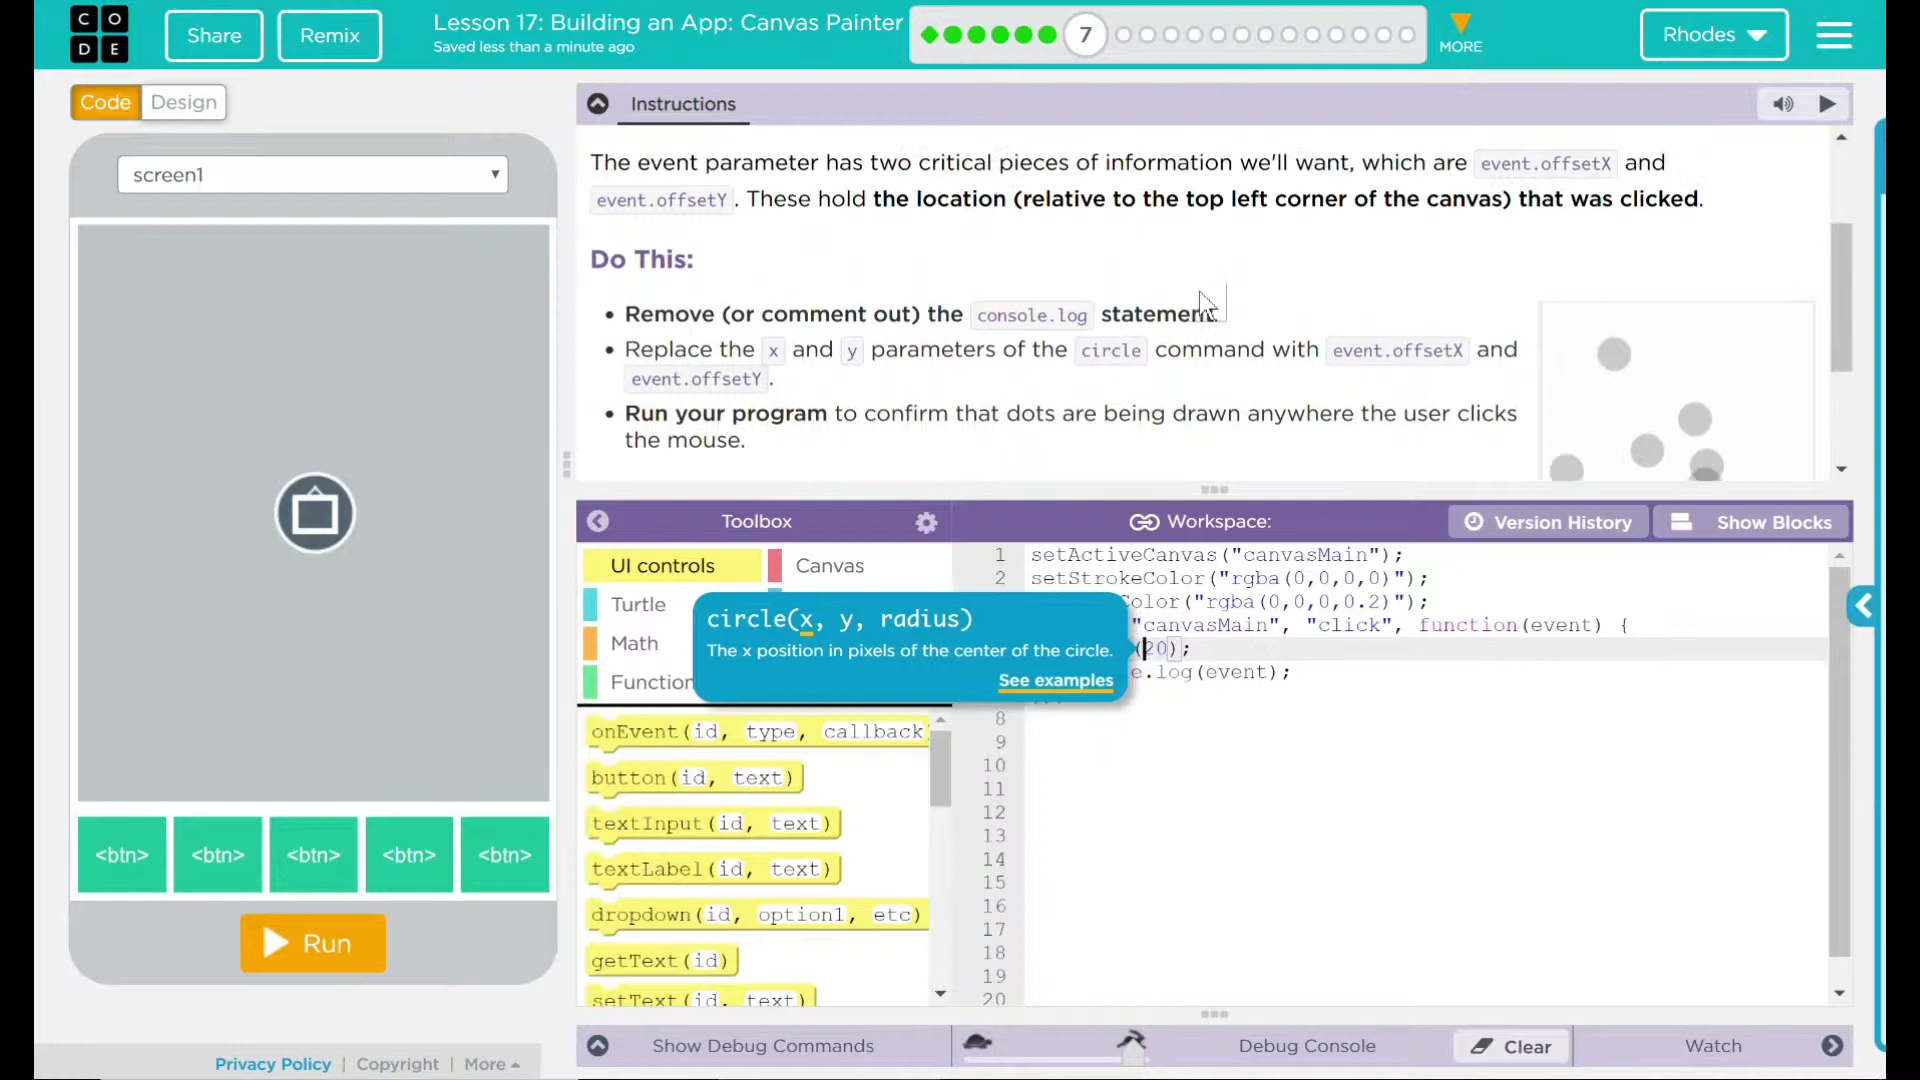 C O
D E
Share
Remix
Lesson 17: Building an App: Canvas Painter
Saved less than a minute ago
7
MORE
Rhodes
Code
Design
Instructions
screen1
The event parameter has two critical pieces of information we'll want, which are event.offsetX and
event.offsetY. These hold the location (relative to the top left corner of the canvas) that was clicked.
Do This:
Remove (or comment out) the console.log statement.
Replace the x and y parameters of the circle command with event.offsetX and
event.offsetY.
Run your program to confirm that dots are being drawn anywhere the user clicks
the mouse.
Toolbox
Workspace:
Version History
Show Blocks
UI controls
Canvas
Turtle
Math
Function
circle(x, y, radius)
The x position in pixels of the center of the circle.
See examples
onEvent(id, type, callback
button(id, text)
textInput(id, text)
textLabel(id, text)
dropdown(id, option1, etc)
getText(id)
setText(id, text)
1 setActiveCanvas("canvasMain");
2 setStrokeColor("rgba(0,0,0,0)");
Color("rgba(0,0,0,0.2)");
"canvasMain", "click", function(event) {
(20);
e.log(event);
8
9
10
11
12
13
14
15
16
17
18
19
20
<btn>
<btn>
<btn>
<btn>
<btn>
Run
Show Debug Commands
Debug Console
Clear
Watch
Privacy Policy | Copyright | More